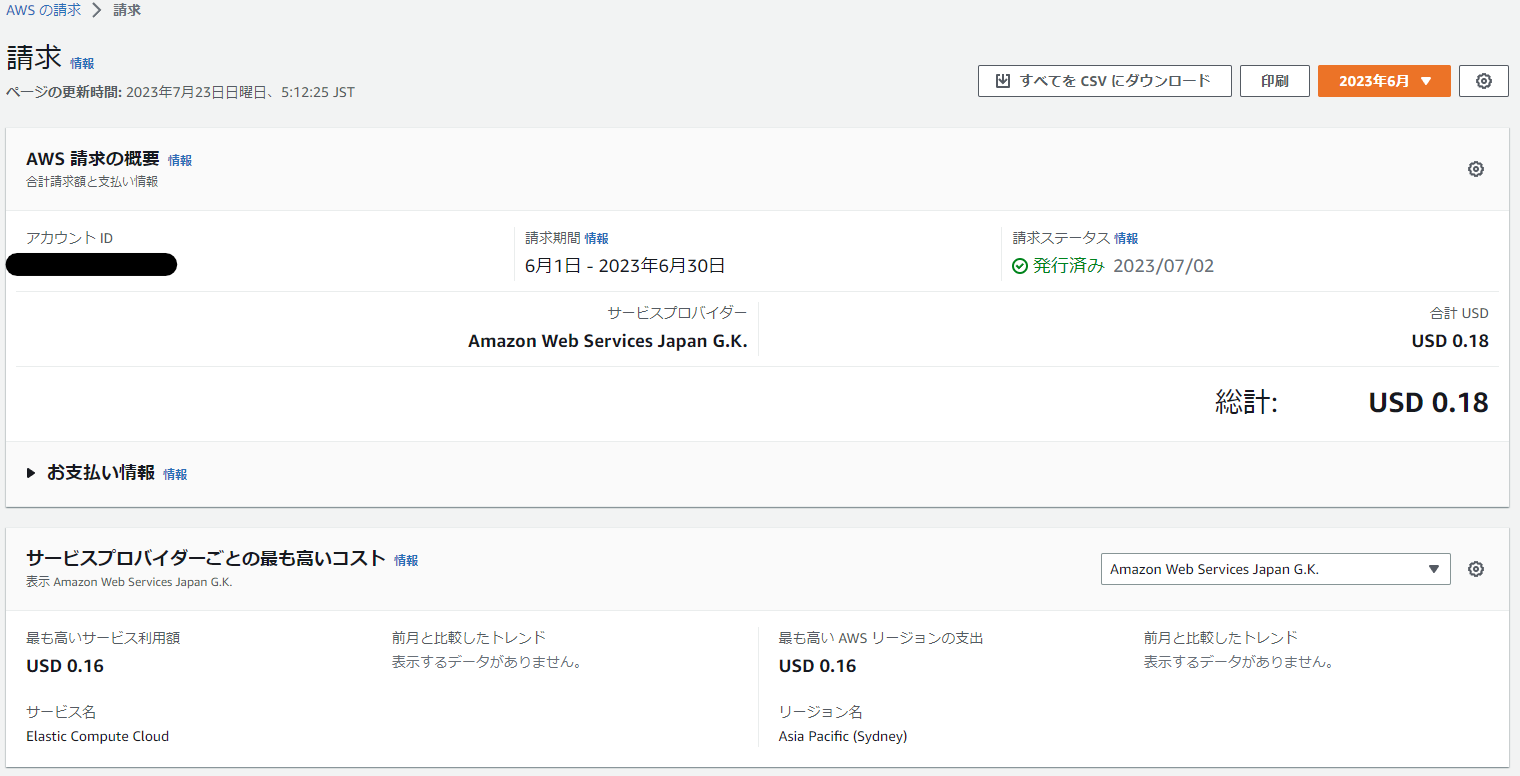 AWS の請求 > 請求
請求 情報
ページの更新時間: 2023年7月23日日曜日、5:12:25 JST
すべてを CSV にダウンロード 印刷 2023年6月 ▼
AWS 請求の概要 情報
合計請求額と支払い情報
アカウント ID 請求期間 情報 請求ステータス 情報
6月1日 - 2023年6月30日 発行済み 2023/07/02
サービスプロバイダー 合計 USD
Amazon Web Services Japan G.K. USD 0.18
総計: USD 0.18
お支払い情報 情報
サービスプロバイダーごとの最も高いコスト 情報
表示 Amazon Web Services Japan G.K.
Amazon Web Services Japan G.K.
最も高いサービス利用額 前月と比較したトレンド 最も高い AWS リージョンの支出 前月と比較したトレンド
USD 0.16 表示するデータがありません。 USD 0.16 表示するデータがありません。
サービス名 リージョン名
Elastic Compute Cloud Asia Pacific (Sydney)